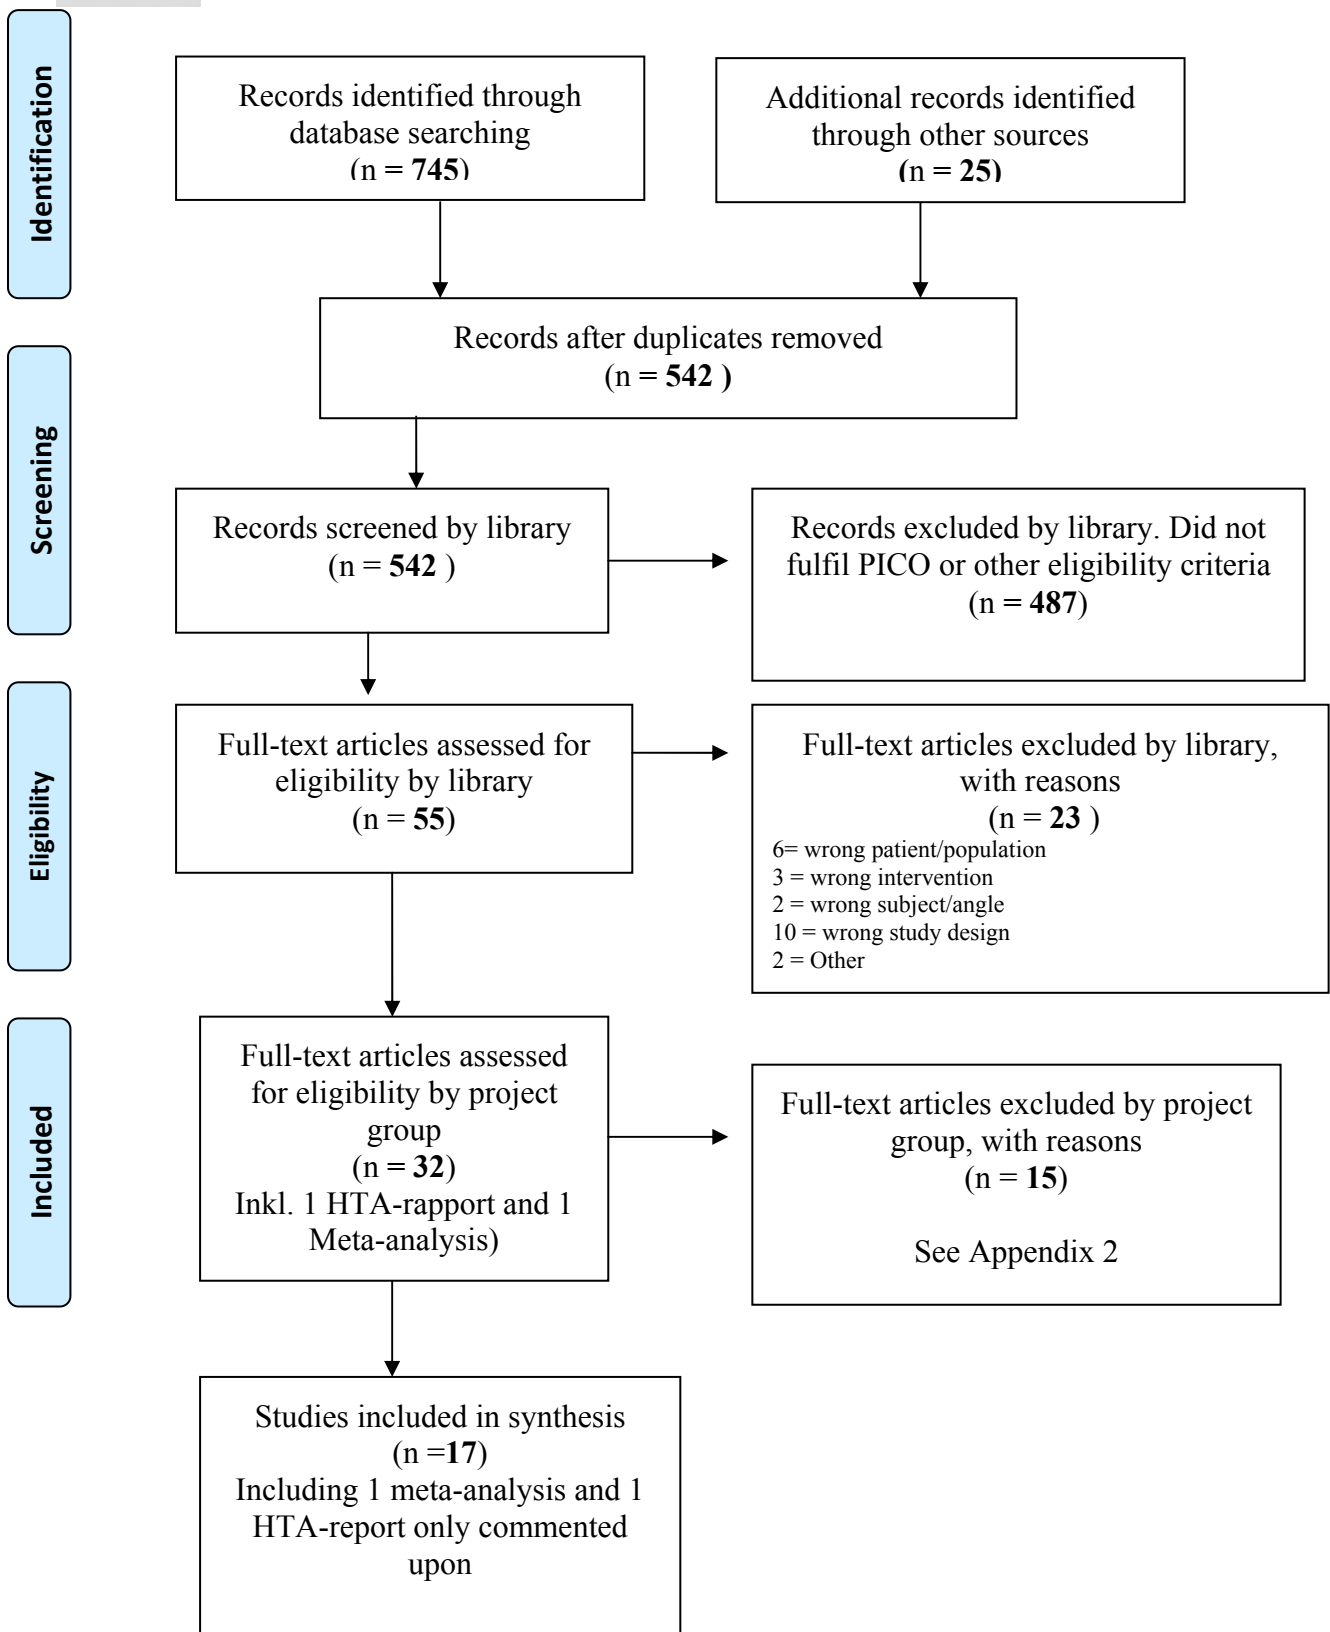 Identification
Records identified through
database searching
(n = 745)
Additional records identified
through other sources
(n = 25)
Records after duplicates removed
(n = 542 )
Screening
Records screened by library
(n = 542 )
Records excluded by library. Did not
fulfil PICO or other eligibility criteria
(n = 487)
Eligibility
Full-text articles assessed for
eligibility by library
(n = 55)
Full-text articles excluded by library,
with reasons
(n = 23 )
6= wrong patient/population
3 = wrong intervention
2 = wrong subject/angle
10 = wrong study design
2 = Other
Included
Full-text articles assessed
for eligibility by project
group
(n = 32)
Inkl. 1 HTA-rapport and 1
Meta-analysis)
Full-text articles excluded by project
group, with reasons
(n = 15)
See Appendix 2
Studies included in synthesis
(n =17)
Including 1 meta-analysis and 1
HTA-report only commented
upon